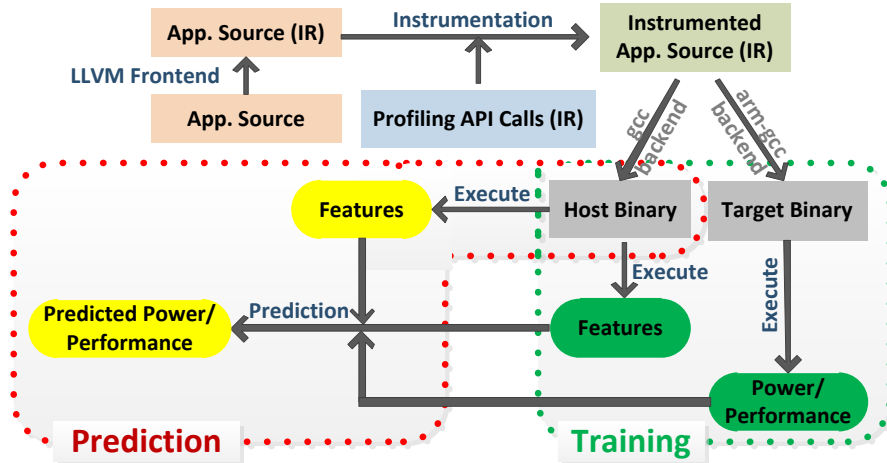 App. Source (IR)
Instrumentation
Instrumented
App. Source (IR)
LLVM Frontend
App. Source
Profiling API Calls (IR)
gcc
backend
arm-gcc
backend
Features
Execute
Host Binary
Target Binary
Execute
Execute
Predicted Power/
Performance
Prediction
Features
Power/
Performance
Prediction
Training